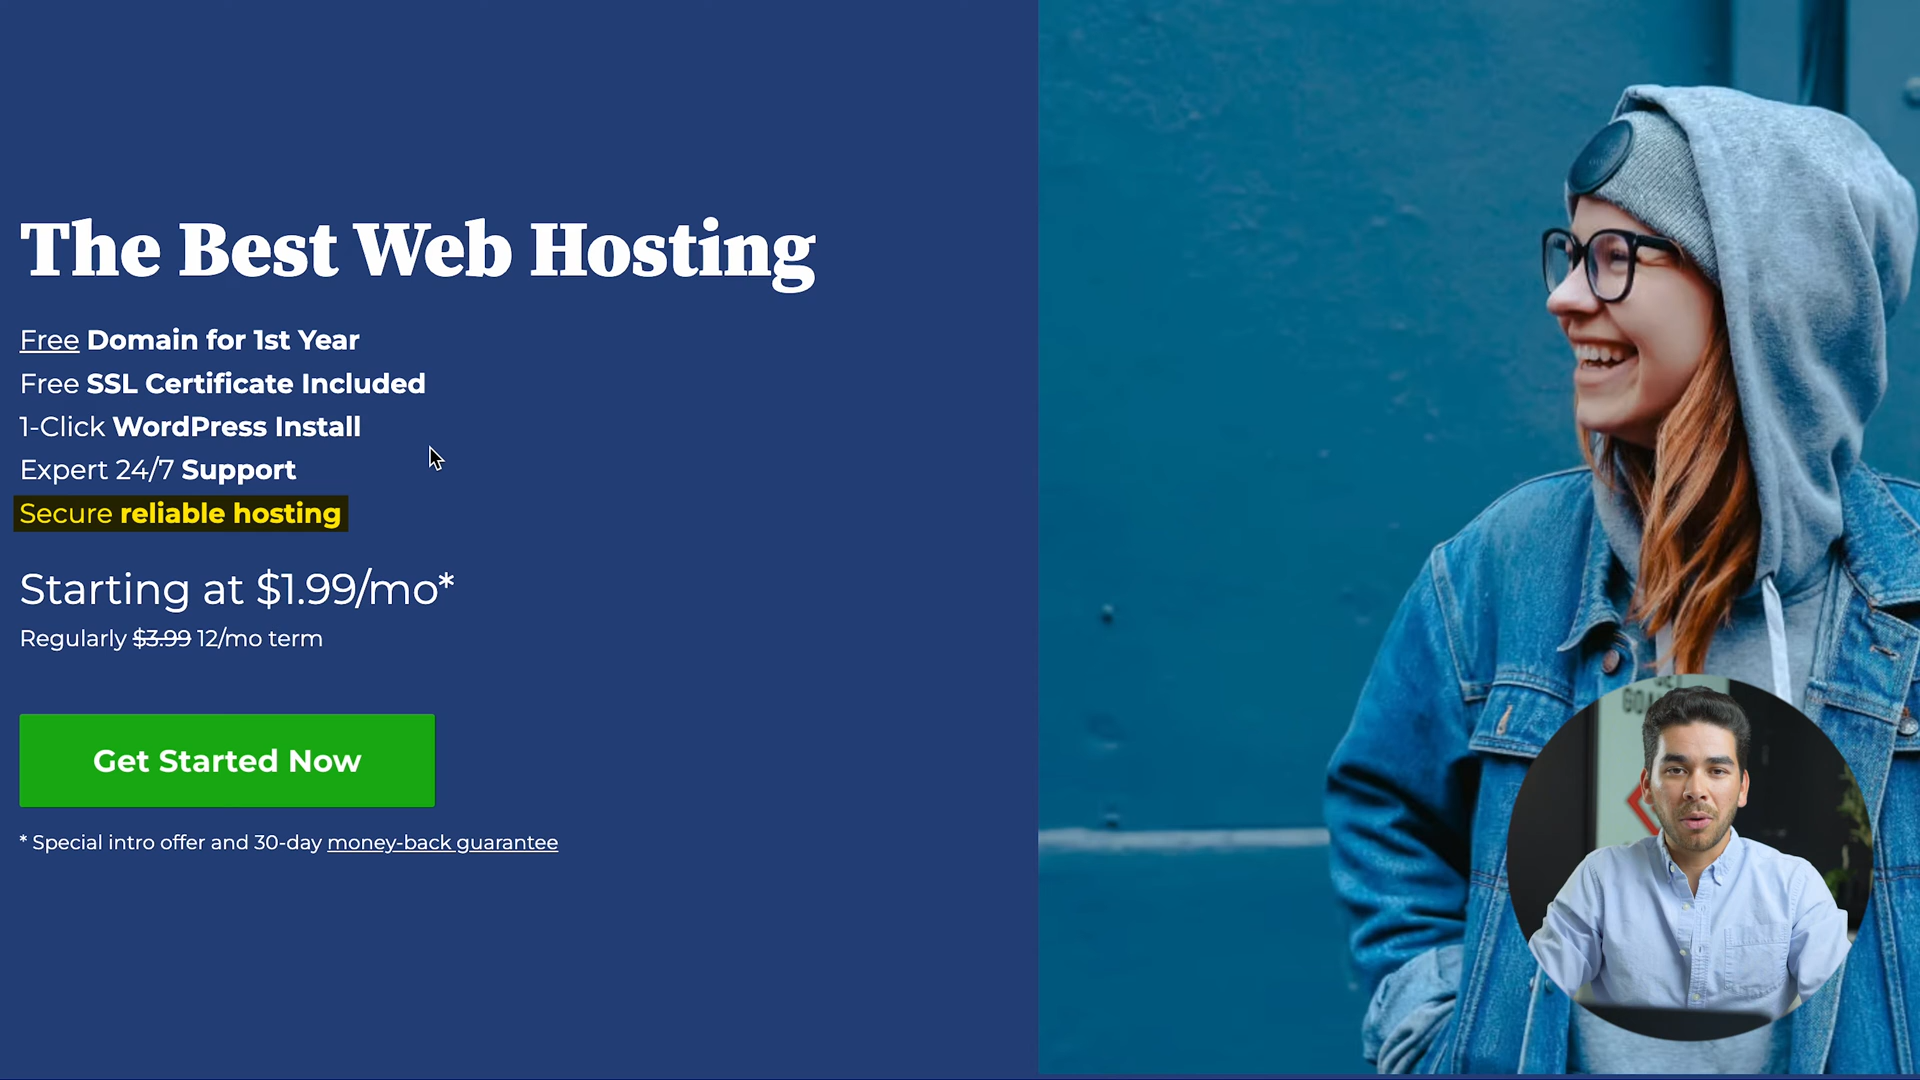 The Best Web Hosting
Free Domain for 1st Year
Free SSL Certificate Included
1-Click WordPress Install
Expert 24/7 Support
Secure reliable hosting
Starting at $1.99/mo*
Regularly $3.99 12/mo term
Get Started Now
* Special intro offer and 30-day money-back guarantee